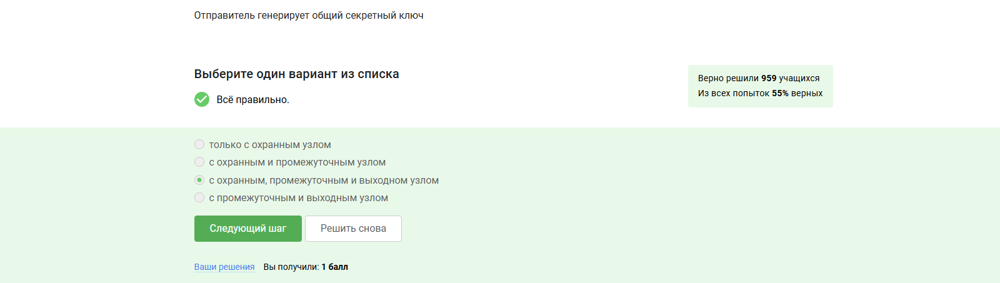 Отправитель генерирует общий секретный ключ
Выберите один вариант из списка
Верно решили 959 учащихся
Из всех попыток 55% верных
Всё правильно.
только с охранным узлом
с охранным и промежуточным узлом
с охранным, промежуточным и выходном узлом
с промежуточным и выходным узлом
Следующий шаг Решить снова
Ваши решения Вы получили: 1 балл